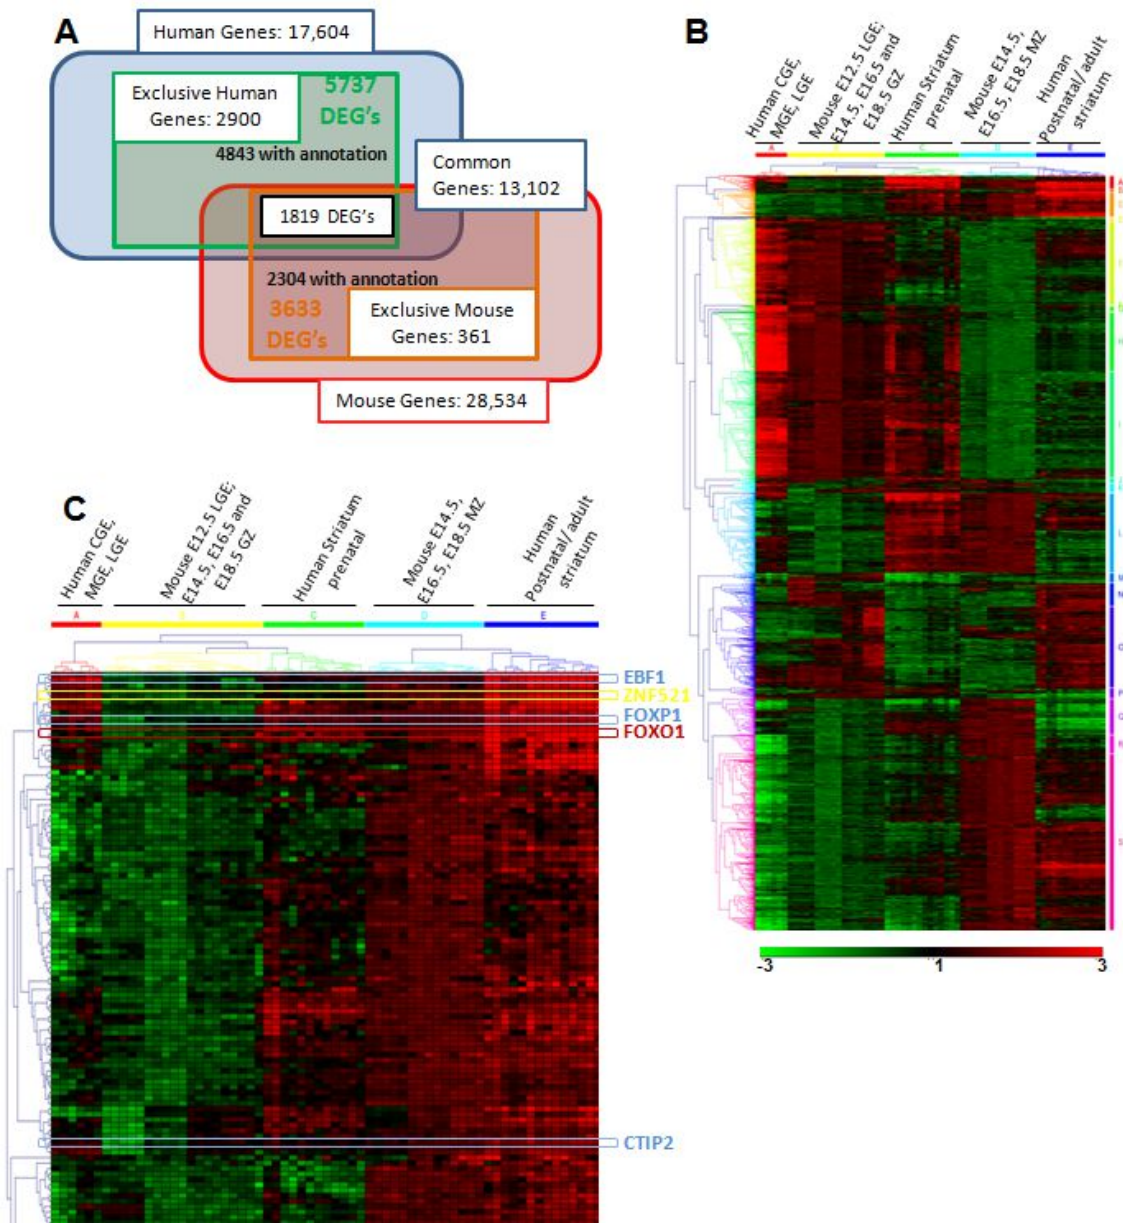 A
Human Genes: 17,604
Exclusive Human
Genes: 2900
5737
DEG's
4843 with annotation
Common
Genes: 13,102
1819 DEG's
2304 with annotation
3633
DEG's
Exclusive Mouse
Genes: 361
Mouse Genes: 28,534
B
Human CGE,
MGE, LGE
Mouse E12.5 LGE;
E14.5, E16.5 and
E18.5 GZ
Human Striatum
prenatal
Mouse E14.5,
E16.5, E18.5 MZ
Human
Postnatal/adult
striatum
A
C
D
E
L
N
O
P
S
-3
1
3
C
Human CGE,
MGE, LGE
Mouse E12.5 LGE;
E14.5, E16.5 and
E18.5 GZ
Human Striatum
prenatal
Mouse E14.5,
E16.5, E18.5 MZ
Human
Postnatal/adult
striatum
A
D
E
EBF1
ZNF521
FOXP1
FOXO1
CTIP2